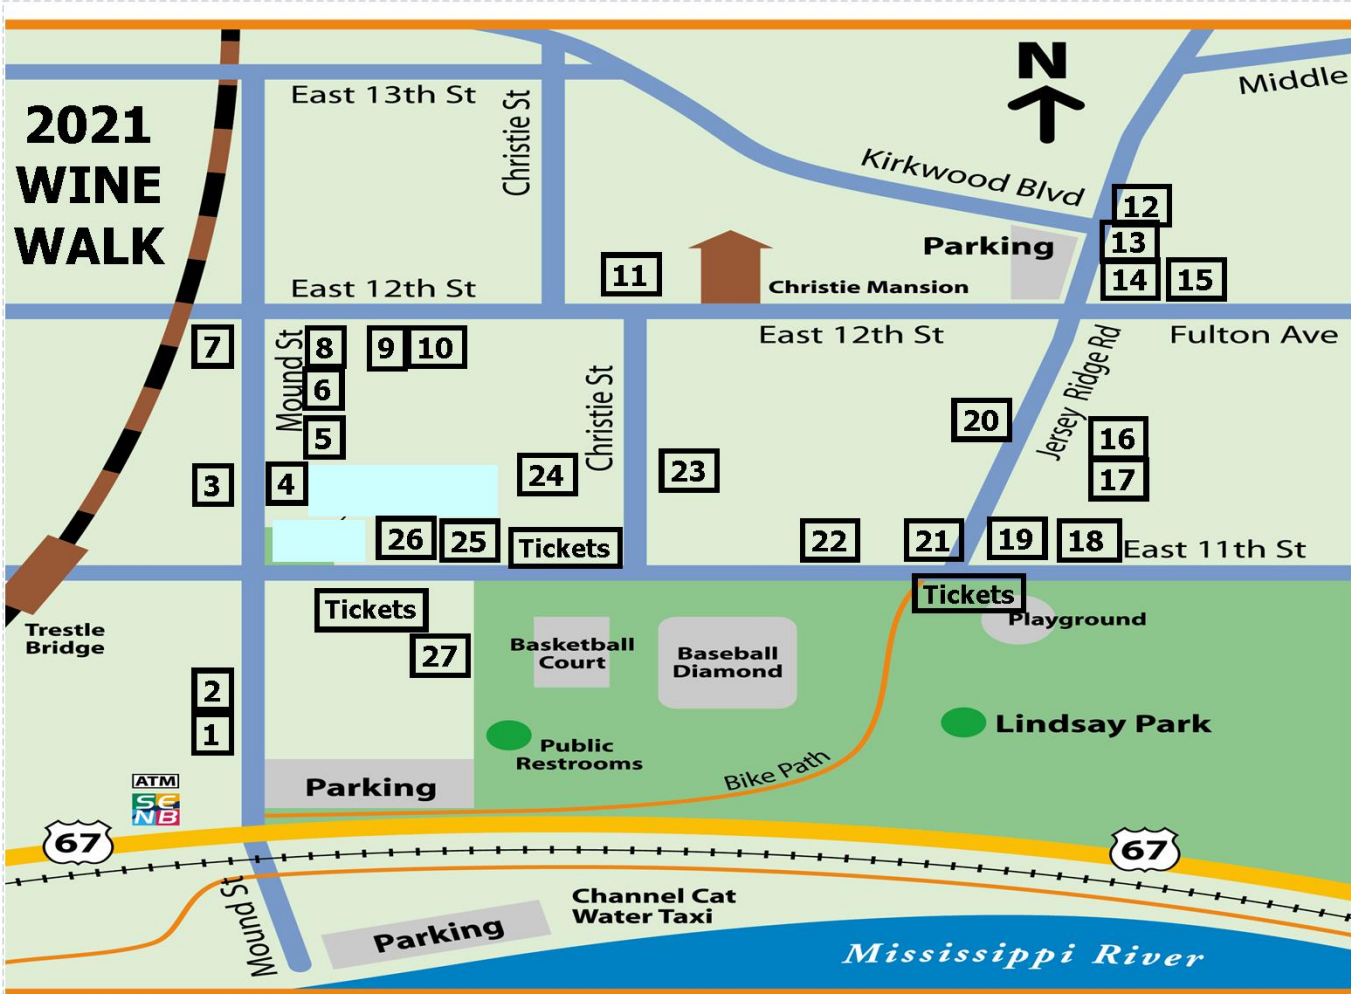 2021
WINE
WALK
East 13th St
Christie St
N
Middle
Kirkwood Blvd
12
Parking
13
11
14
15
East 12th St
Christie Mansion
7
Mound St
8
9
10
East 12th St
Fulton Ave
6
Christie St
Jersey Ridge Rd
5
20
16
3
4
24
23
17
26
25
Tickets
22
21
19
18
East 11th St
Tickets
Tickets
Playground
Trestle
Bridge
27
Basketball
Court
Baseball
Diamond
2
1
Public
Restrooms
Lindsay Park
ATM
SE
NB
Parking
Bike Path
67
67
Mound St
Channel Cat
Water Taxi
Parking
Mississippi River